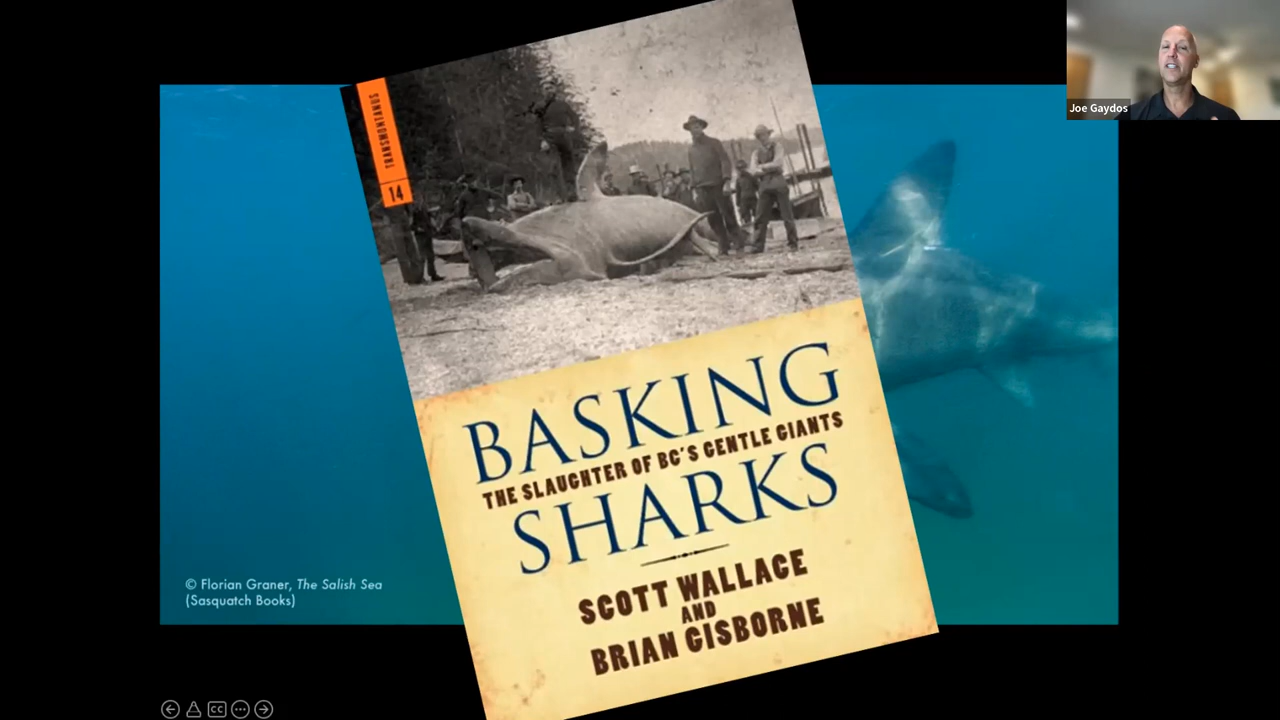 TRANSMONTANUS
14
BASKING
THE SLAUGHTER OF BC'S GENTLE GIANTS
SHARKS
SCOTT WALLACE
AND
BRIAN GISBORNE
© Florian Graner, The Salish Sea
(Sasquatch Books)
Joe Gaydos
CC